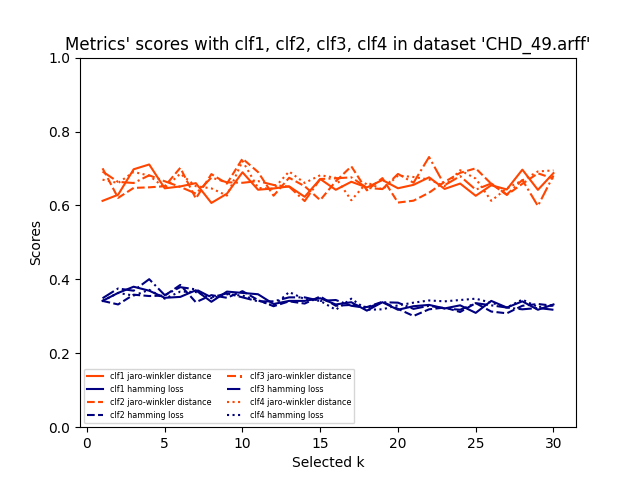 Metrics' scores with clf1, clf2, clf3, clf4 in dataset 'CHD_49.arff'
1.0
0.8
0.6
0.4
0.2
0.0
Scores
clf1 jaro-winkler distance
clf1 hamming loss
clf2 jaro-winkler distance
clf2 hamming loss
clf3 jaro-winkler distance
clf3 hamming loss
clf4 jaro-winkler distance
clf4 hamming loss
0 5 10 15 20 25 30
Selected k